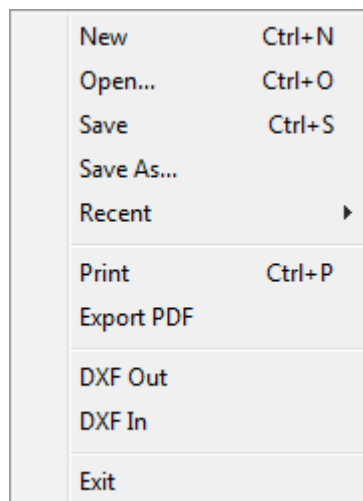 New Ctrl+N
Open... Ctrl+O
Save Ctrl+S
Save As...
Recent
Print Ctrl+P
Export PDF
DXF Out
DXF In
Exit